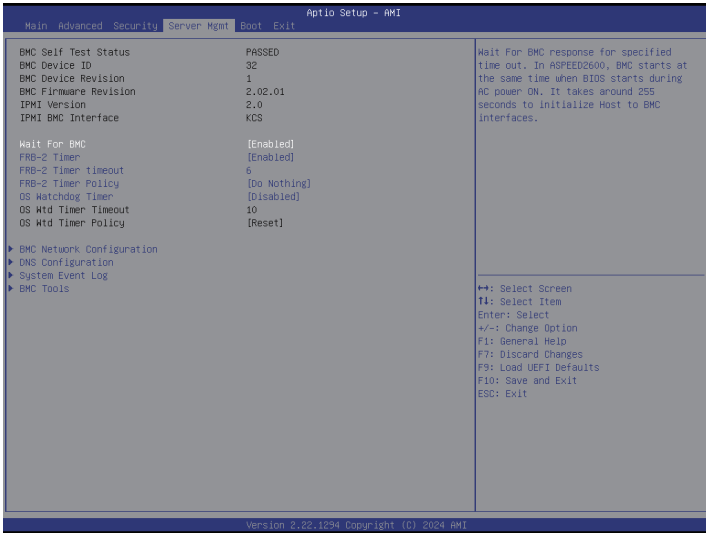 Aptio Setup - AMI
Main Advanced Security Server Mgmt Boot Exit
BMC Self Test Status PASSED
BMC Device ID 32
BMC Device Revision 1
BMC Firmware Revision 2.02.01
IPMI Version 2.0
IPMI BMC Interface KCS
Wait For BMC [Enabled]
FRB-2 Timer [Enabled]
FRB-2 Timer timeout 6
FRB-2 Timer Policy [Do Nothing]
OS Watchdog Timer [Disabled]
OS Wtd Timer Timeout 10
OS Wtd Timer Policy [Reset]
BMC Network Configuration
DNS Configuration
System Event Log
BMC Tools
Wait For BMC response for specified
time out. In ASPEED2600, BMC starts at
the same time when BIOS starts during
AC power ON. It takes around 255
seconds to initialize Host to BMC
interfaces.
↔: Select Screen
↑↓: Select Item
Enter: Select
+/-: Change Option
F1: General Help
F7: Discard Changes
F9: Load UEFI Defaults
F10: Save and Exit
ESC: Exit
Version 2.22.1294 Copyright (C) 2024 AMI